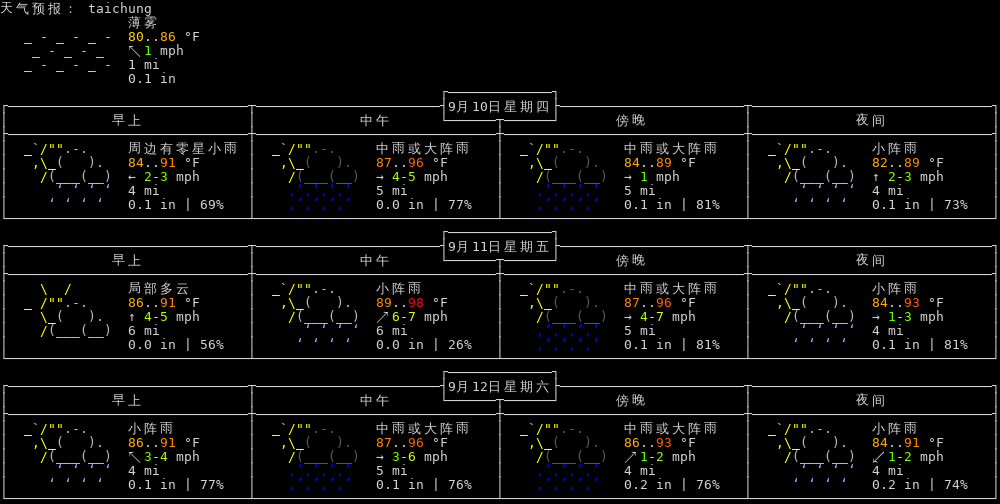 天气预报： taichung
薄雾
80..86 °F
↖ 1 mph
1 mi
0.1 in
9月10日星期四
早上 中午 傍晚 夜间
周边有零星小雨 中雨或大阵雨 中雨或大阵雨 小阵雨
84..91 °F 87..96 °F 84..89 °F 82..89 °F
← 2-3 mph → 4-5 mph → 1 mph ↑ 2-3 mph
4 mi 5 mi 5 mi 4 mi
0.1 in | 69% 0.0 in | 77% 0.1 in | 81% 0.1 in | 73%
9月11日星期五
早上 中午 傍晚 夜间
局部多云 小阵雨 中雨或大阵雨 小阵雨
86..91 °F 89..98 °F 87..96 °F 84..93 °F
↑ 4-5 mph ↗ 6-7 mph → 4-7 mph → 1-3 mph
6 mi 6 mi 5 mi 4 mi
0.0 in | 56% 0.0 in | 26% 0.1 in | 81% 0.1 in | 81%
9月12日星期六
早上 中午 傍晚 夜间
小阵雨 中雨或大阵雨 中雨或大阵雨 小阵雨
86..91 °F 87..96 °F 86..93 °F 84..91 °F
↖ 3-4 mph → 3-6 mph ↗ 1-2 mph ↙ 1-2 mph
4 mi 5 mi 4 mi 4 mi
0.1 in | 77% 0.1 in | 76% 0.2 in | 76% 0.2 in | 74%